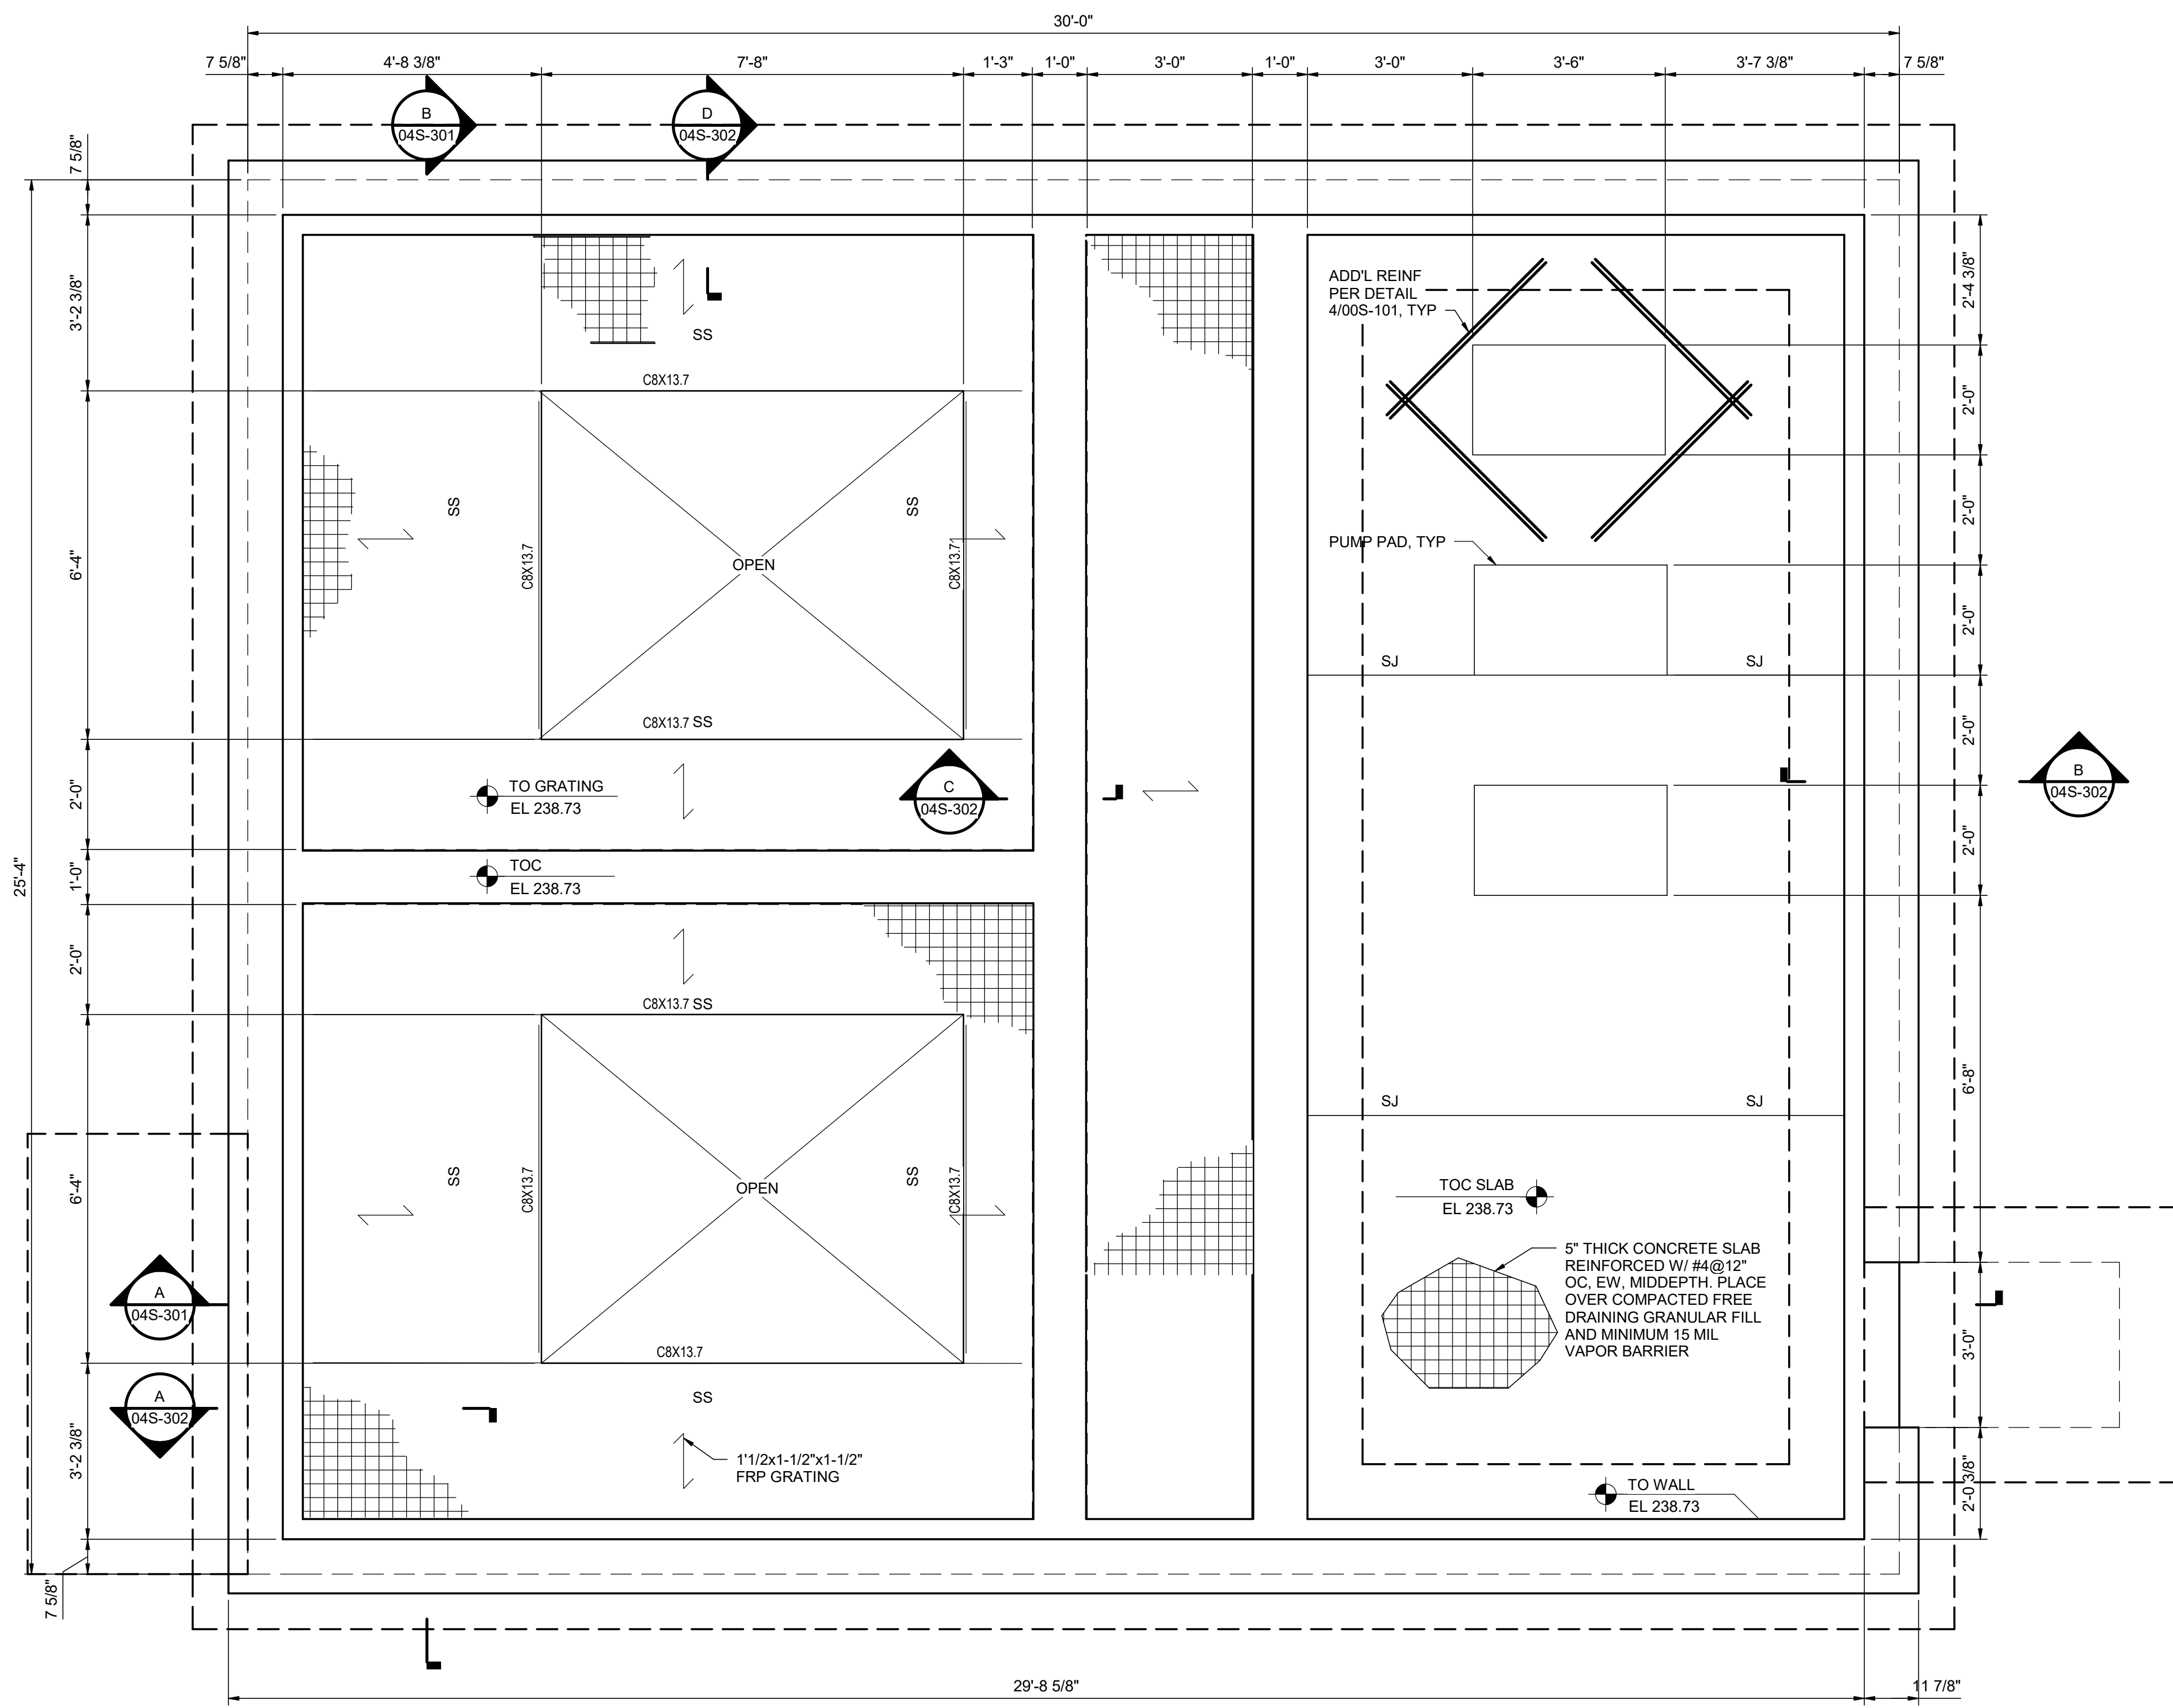 30'-0"
7 5/8"
4'-8 3/8"
7'-8"
1'-3"
1'-0"
3'-0"
1'-0"
3'-0"
3'-6"
3'-7 3/8"
7 5/8"
B
04S-301
D
04S-302
7 5/8"
3'-2 3/8"
6'-4"
2'-0"
1'-0"
2'-0"
6'-4"
3'-2 3/8"
7 5/8"
25'-4"
SS
C8X13.7
SS
C8X13.7
OPEN
SS
C8X13.7
C8X13.7 SS
TO GRATING
EL 238.73
C
04S-302
TOC
EL 238.73
C8X13.7 SS
SS
C8X13.7
OPEN
SS
C8X13.7
C8X13.7
SS
1'1/2x1-1/2"x1-1/2"
FRP GRATING
A
04S-301
A
04S-302
ADD'L REINF
PER DETAIL
4/00S-101, TYP
PUMP PAD, TYP
SJ
SJ
SJ
SJ
TOC SLAB
EL 238.73
5" THICK CONCRETE SLAB
REINFORCED W/ #4@12"
OC, EW, MIDDEPTH. PLACE
OVER COMPACTED FREE
DRAINING GRANULAR FILL
AND MINIMUM 15 MIL
VAPOR BARRIER
TO WALL
EL 238.73
2'-4 3/8"
2'-0"
2'-0"
2'-0"
2'-0"
2'-0"
6'-8"
3'-0"
2'-0 3/8"
B
04S-302
29'-8 5/8"
11 7/8"